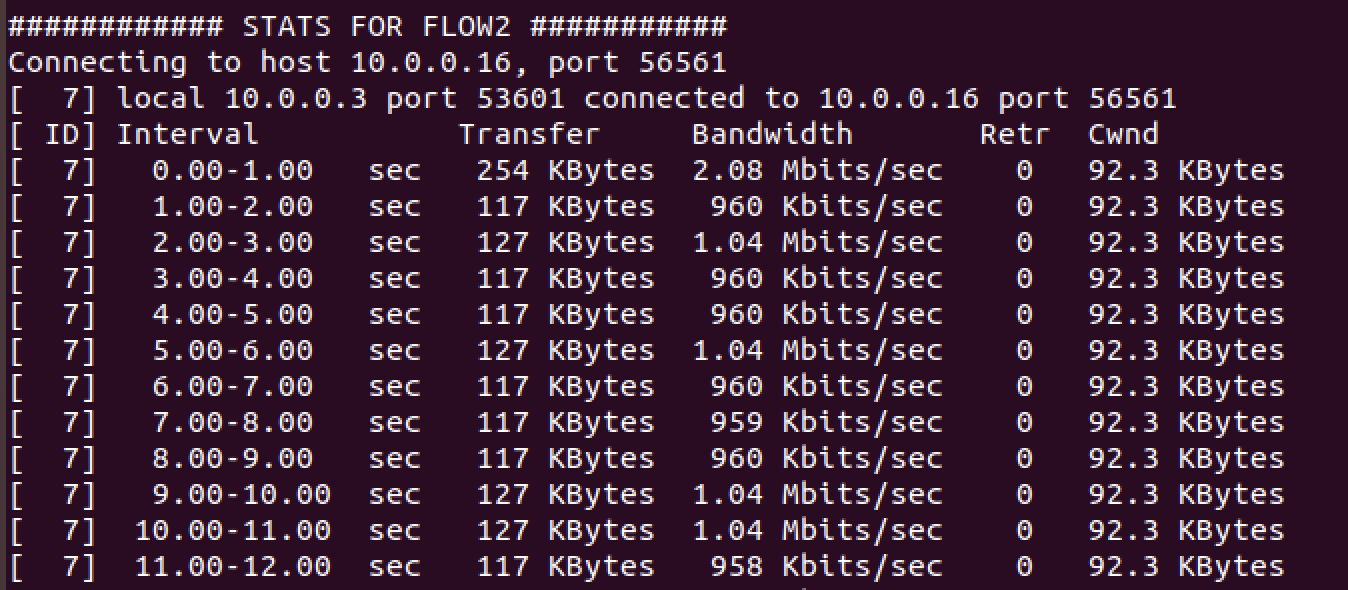 ############ STATS FOR FLOW2 ###########
Connecting to host 10.0.0.16, port 56561
[  7] local 10.0.0.3 port 53601 connected to 10.0.0.16 port 56561
[ ID] Interval           Transfer     Bandwidth       Retr  Cwnd
[  7]   0.00-1.00   sec   254 KBytes  2.08 Mbits/sec    0   92.3 KBytes
[  7]   1.00-2.00   sec   117 KBytes   960 Kbits/sec    0   92.3 KBytes
[  7]   2.00-3.00   sec   127 KBytes  1.04 Mbits/sec    0   92.3 KBytes
[  7]   3.00-4.00   sec   117 KBytes   960 Kbits/sec    0   92.3 KBytes
[  7]   4.00-5.00   sec   117 KBytes   960 Kbits/sec    0   92.3 KBytes
[  7]   5.00-6.00   sec   127 KBytes  1.04 Mbits/sec    0   92.3 KBytes
[  7]   6.00-7.00   sec   117 KBytes   960 Kbits/sec    0   92.3 KBytes
[  7]   7.00-8.00   sec   117 KBytes   959 Kbits/sec    0   92.3 KBytes
[  7]   8.00-9.00   sec   117 KBytes   960 Kbits/sec    0   92.3 KBytes
[  7]   9.00-10.00  sec   127 KBytes  1.04 Mbits/sec    0   92.3 KBytes
[  7]  10.00-11.00  sec   127 KBytes  1.04 Mbits/sec    0   92.3 KBytes
[  7]  11.00-12.00  sec   117 KBytes   958 Kbits/sec    0   92.3 KBytes